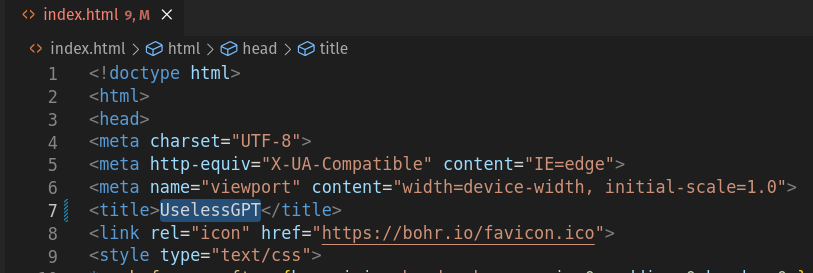 index.html 9, M
index.html > html > head > title
1 <!doctype html>
2 <html>
3 <head>
4 <meta charset="UTF-8">
5 <meta http-equiv="X-UA-Compatible" content="IE=edge">
6 <meta name="viewport" content="width=device-width, initial-scale=1.0">
7 <title>UselessGPT</title>
8 <link rel="icon" href="https://bohr.io/favicon.ico">
9 <style type="text/css">